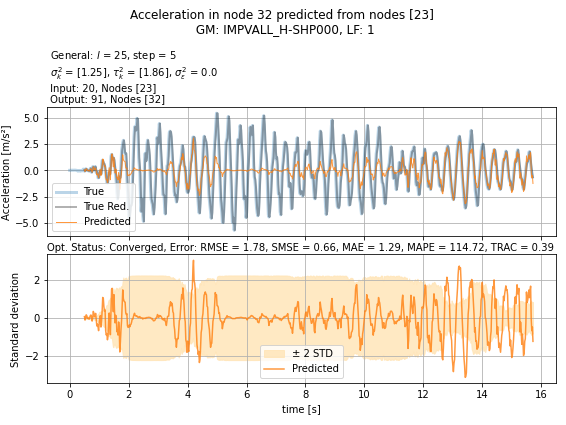 Acceleration in node 32 predicted from nodes [23]
GM: IMPVALL_H-SHP000, LF: 1
General: l = 25, step = 5
σ²ₖ = [1.25], τ²ₖ = [1.86], σ²ε = 0.0
Input: 20, Nodes [23]
Output: 91, Nodes [32]
Acceleration [m/s²]
5.0
2.5
0.0
−2.5
−5.0
True
True Red.
Predicted
Opt. Status: Converged, Error: RMSE = 1.78, SMSE = 0.66, MAE = 1.29, MAPE = 114.72, TRAC = 0.39
Standard deviation
2
0
−2
± 2 STD
Predicted
0 2 4 6 8 10 12 14 16
time [s]